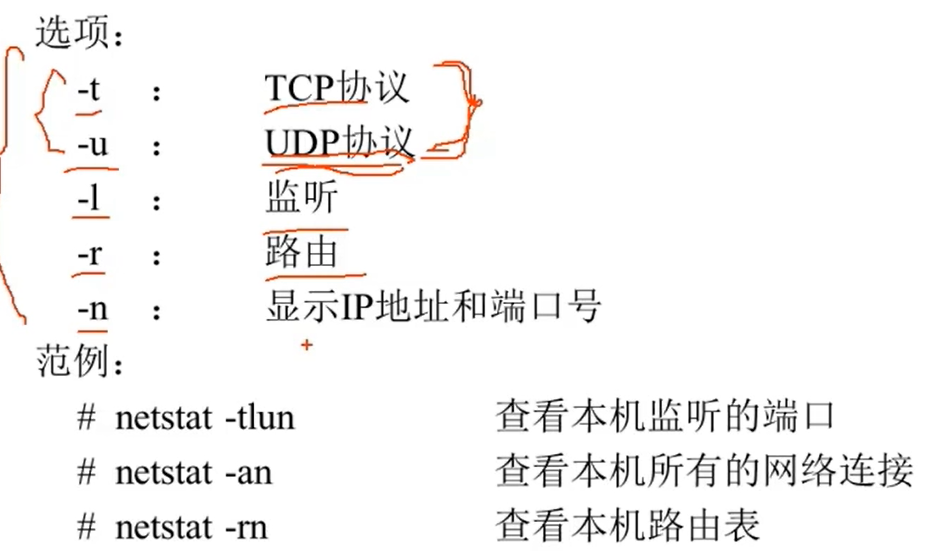 选项：
-t ： TCP协议
-u ： UDP协议
-l ： 监听
-r ： 路由
-n ： 显示IP地址和端口号
范例：
# netstat -tlun 查看本机监听的端口
# netstat -an 查看本机所有的网络连接
# netstat -rn 查看本机路由表